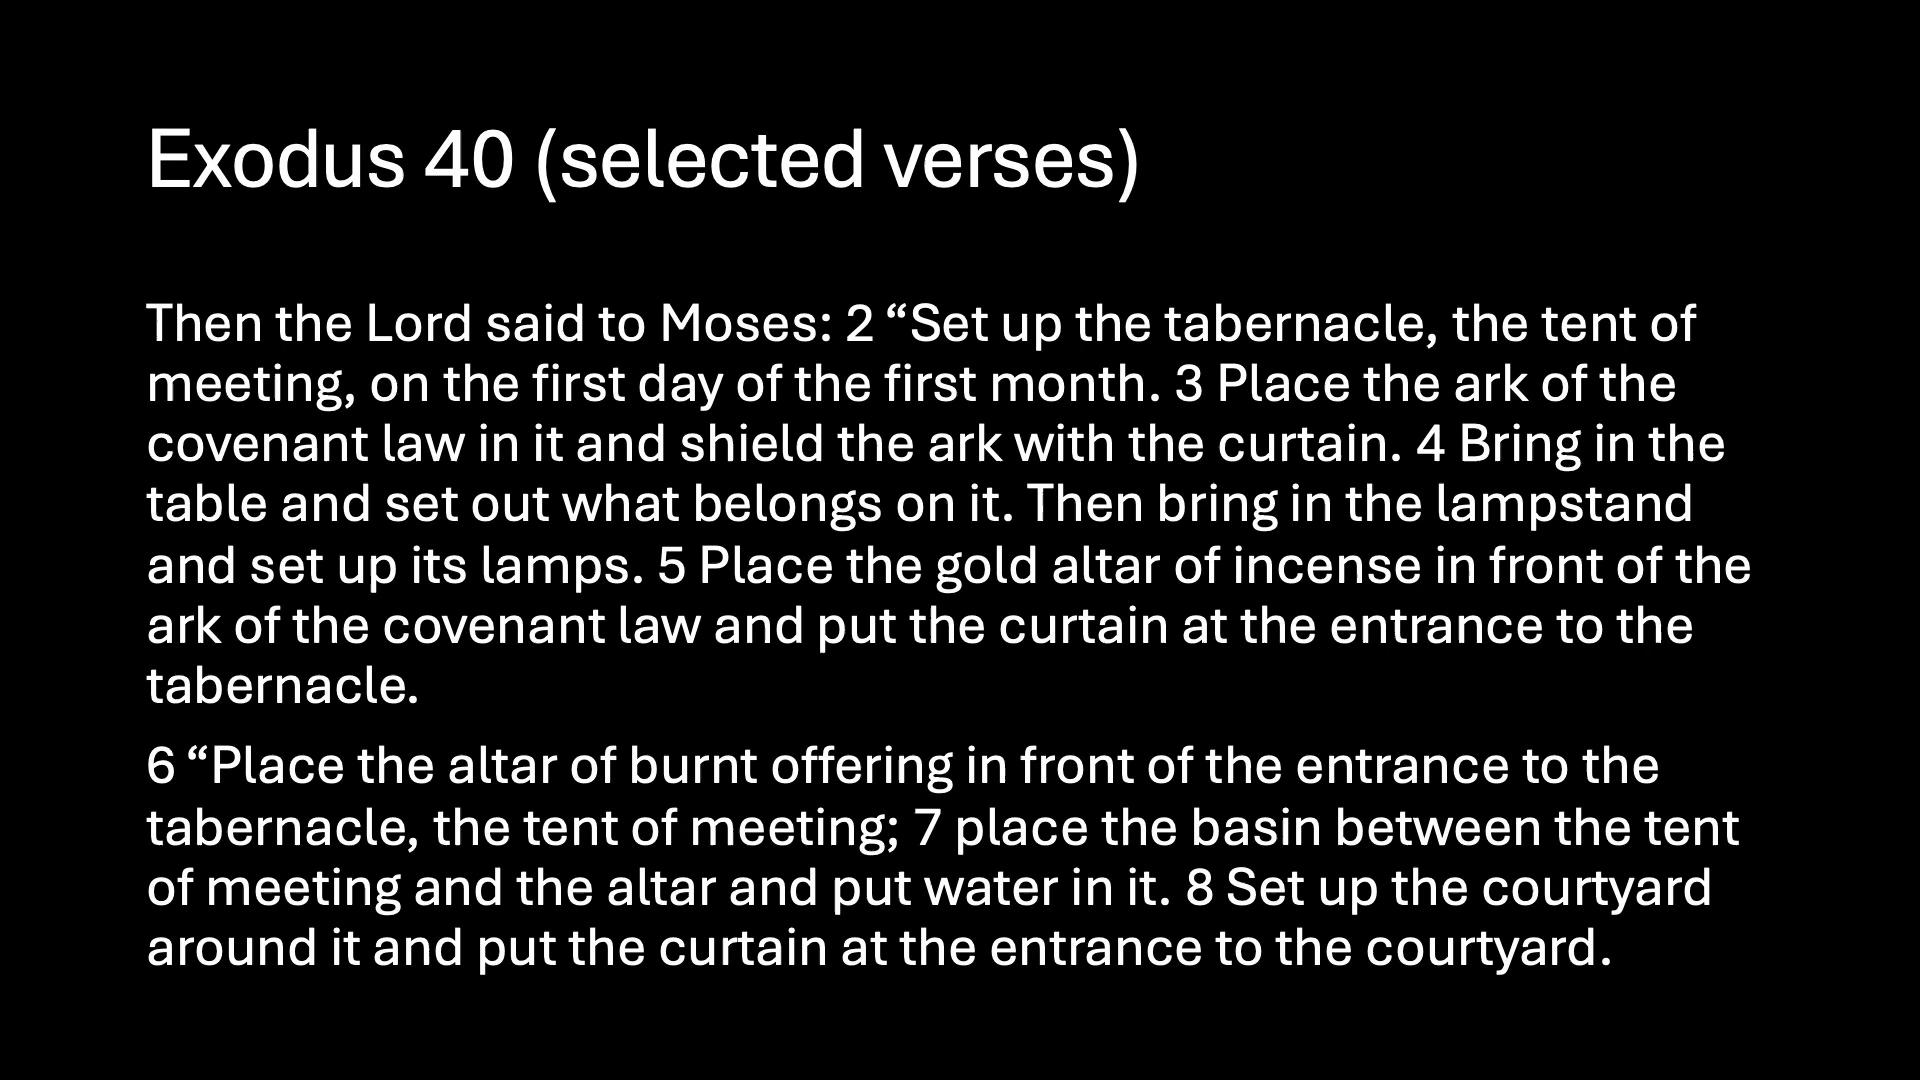 Exodus 40 (selected verses)
Then the Lord said to Moses: 2 “Set up the tabernacle, the tent of
meeting, on the first day of the first month. 3 Place the ark of the
covenant law in it and shield the ark with the curtain. 4 Bring in the
table and set out what belongs on it. Then bring in the lampstand
and set up its lamps. 5 Place the gold altar of incense in front of the
ark of the covenant law and put the curtain at the entrance to the
tabernacle.
6 “Place the altar of burnt offering in front of the entrance to the
tabernacle, the tent of meeting; 7 place the basin between the tent
of meeting and the altar and put water in it. 8 Set up the courtyard
around it and put the curtain at the entrance to the courtyard.